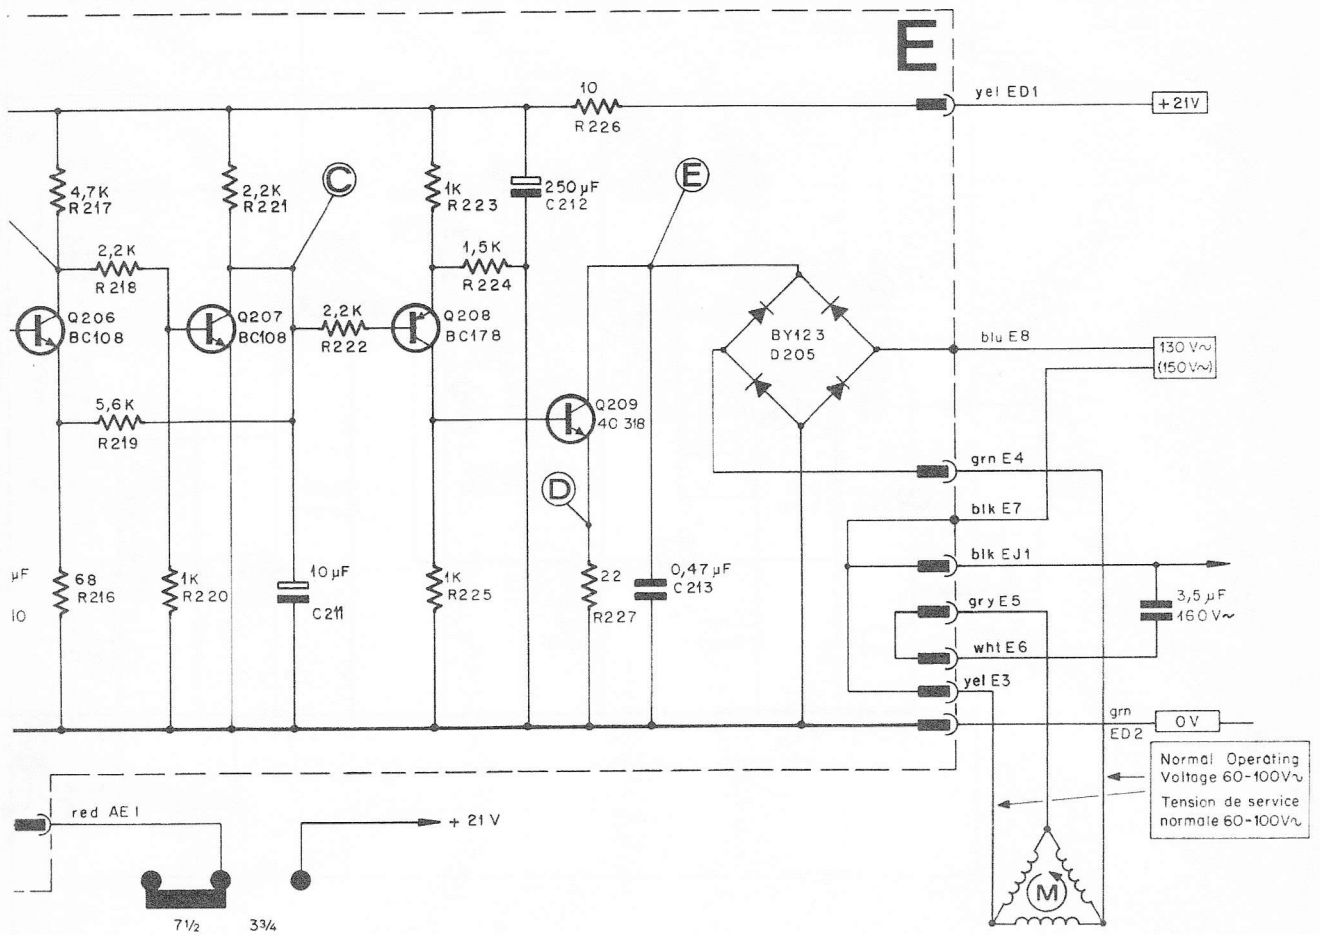 E
10
R226
yel ED1
+21V
4,7K
R217
2,2K
R221
C
1K
R223
250 µF
C212
E
2,2K
R218
1,5K
R224
Q206
BC108
Q207
BC108
2,2K
R222
Q208
BC178
BY123
D205
blu E8
130 V~
(150V~)
5,6K
R219
Q209
40 318
grn E4
D
blk E7
µF
10
68
R216
1K
R220
10 µF
C211
1K
R225
22
R227
0,47 µF
C213
blk EJ1
gry E5
3,5 µF
160 V~
wht E6
yel E3
grn
ED2
0V
Normal Operating
Voltage 60-100V~
Tension de service
normale 60-100V~
red AE1
+ 21 V
7 1/2
3 3/4
M